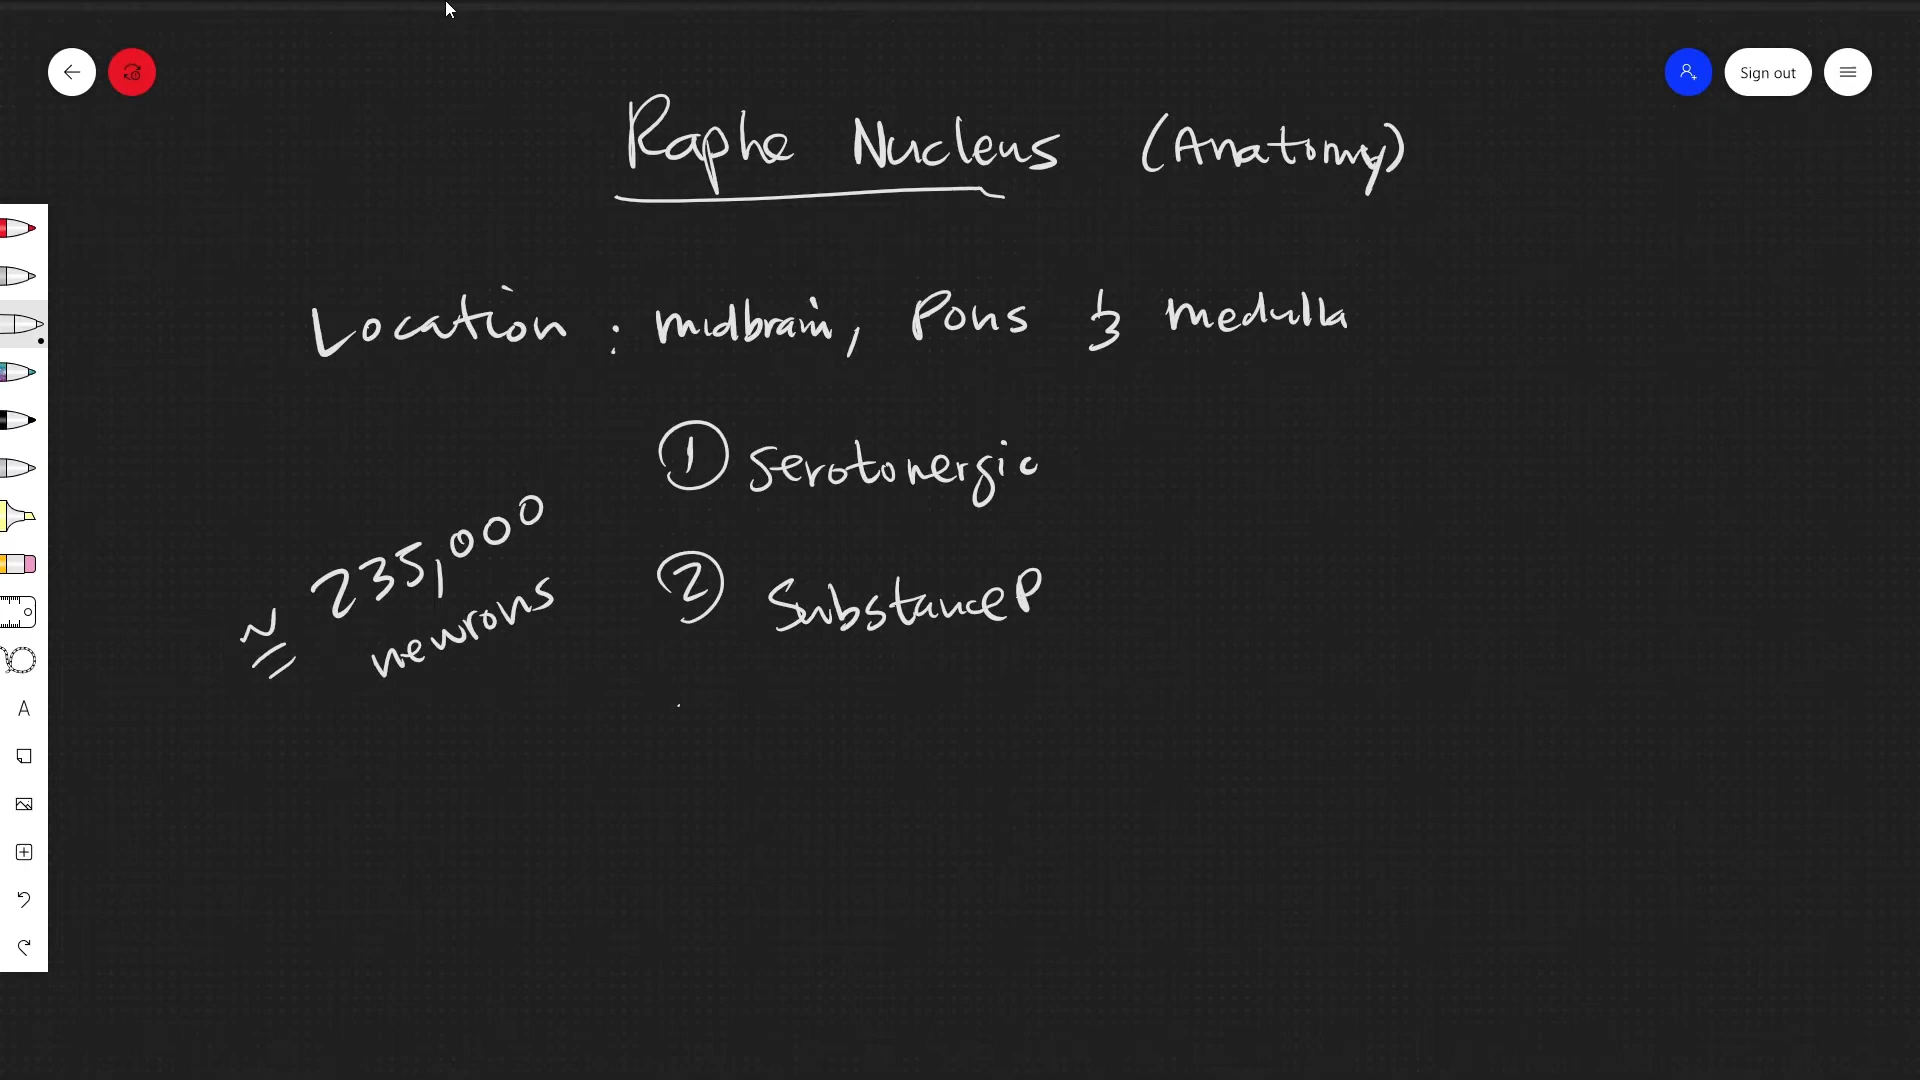 Sign out
Raphe Nucleus (Anatomy)
Location : midbrain, Pons & medulla
① Serotonergic
≅ 235,000
neurons
② Substance P
A